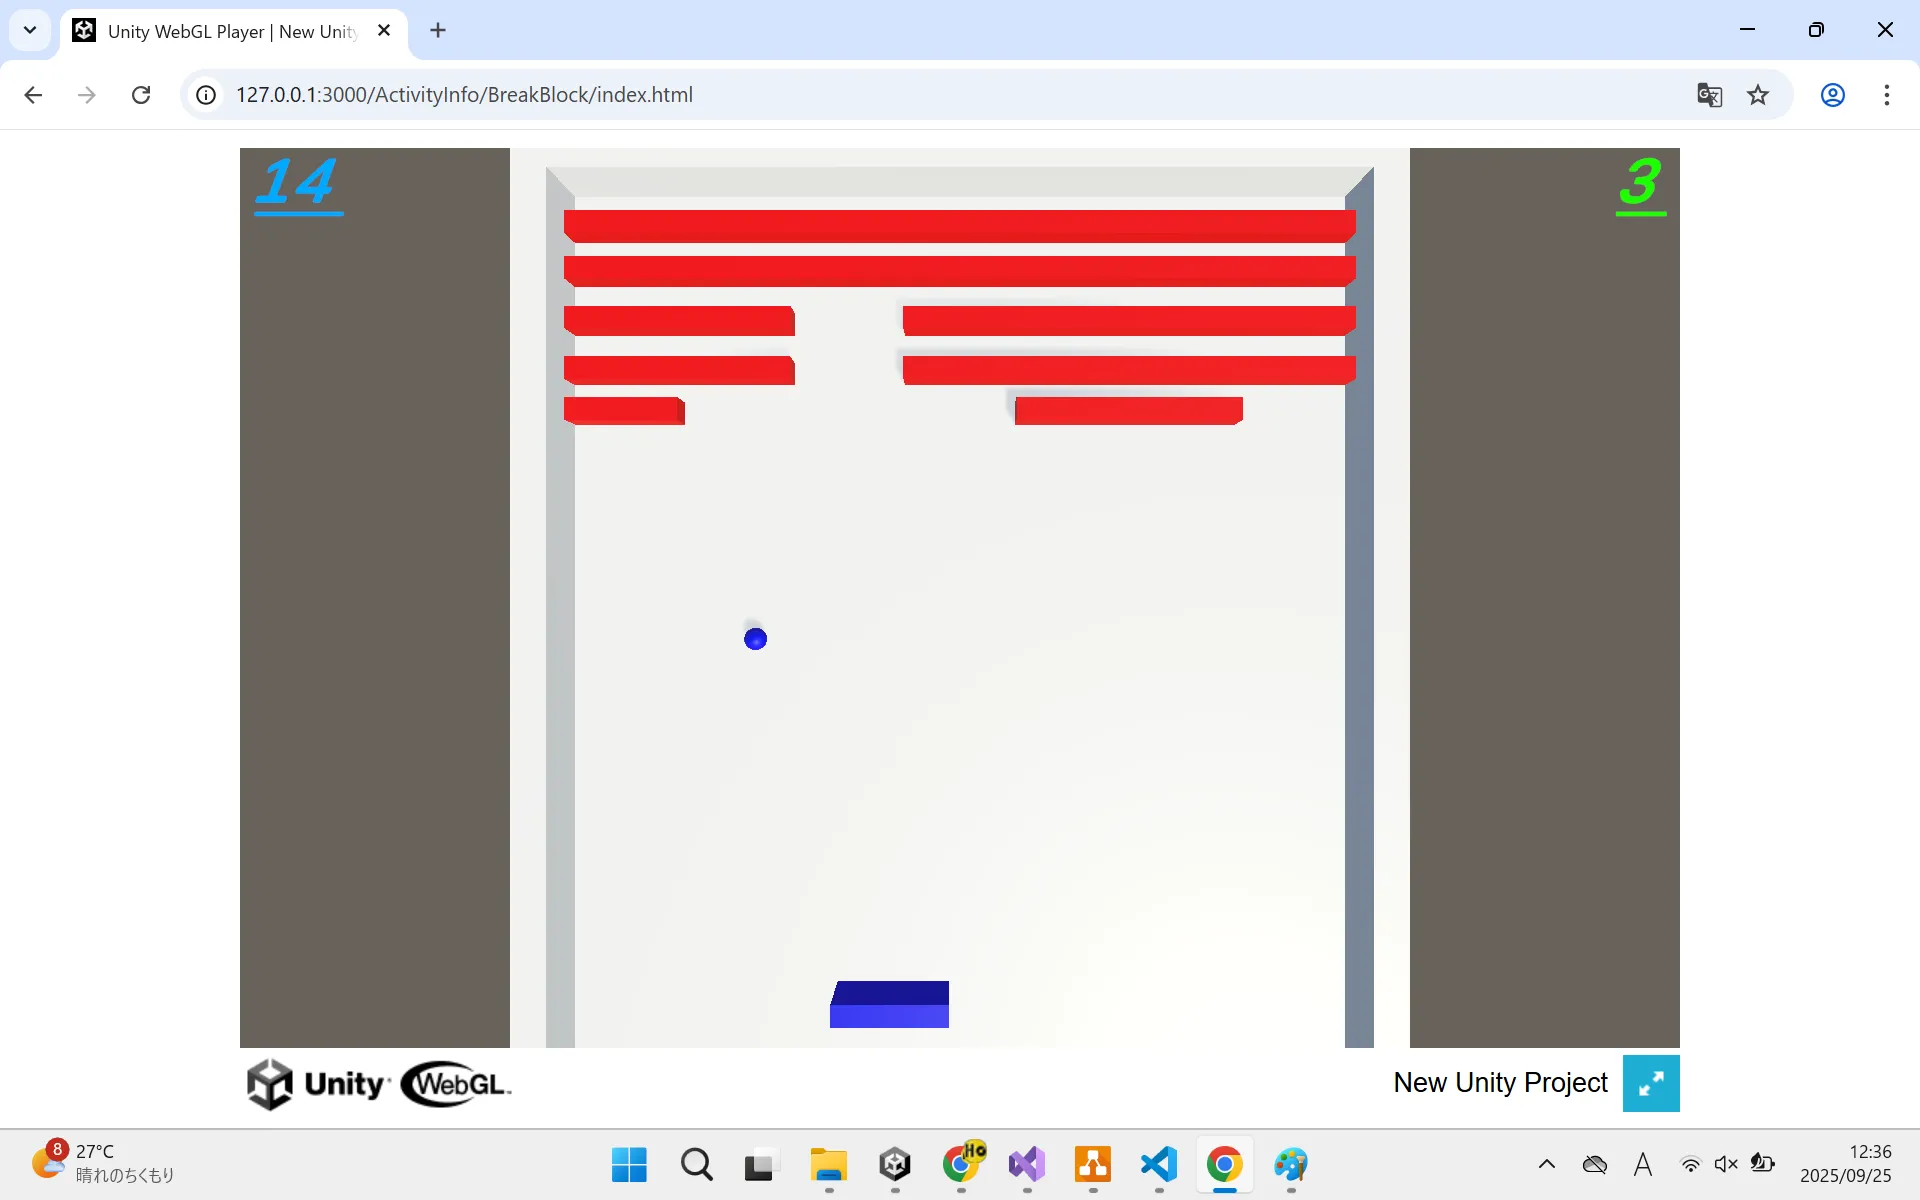 Unity WebGL Player | New Unity
127.0.0.1:3000/ActivityInfo/BreakBlock/index.html
14
3
Unity WebGL
New Unity Project
8
27°C
晴れのちくもり
Ho
A
12:36
2025/09/25